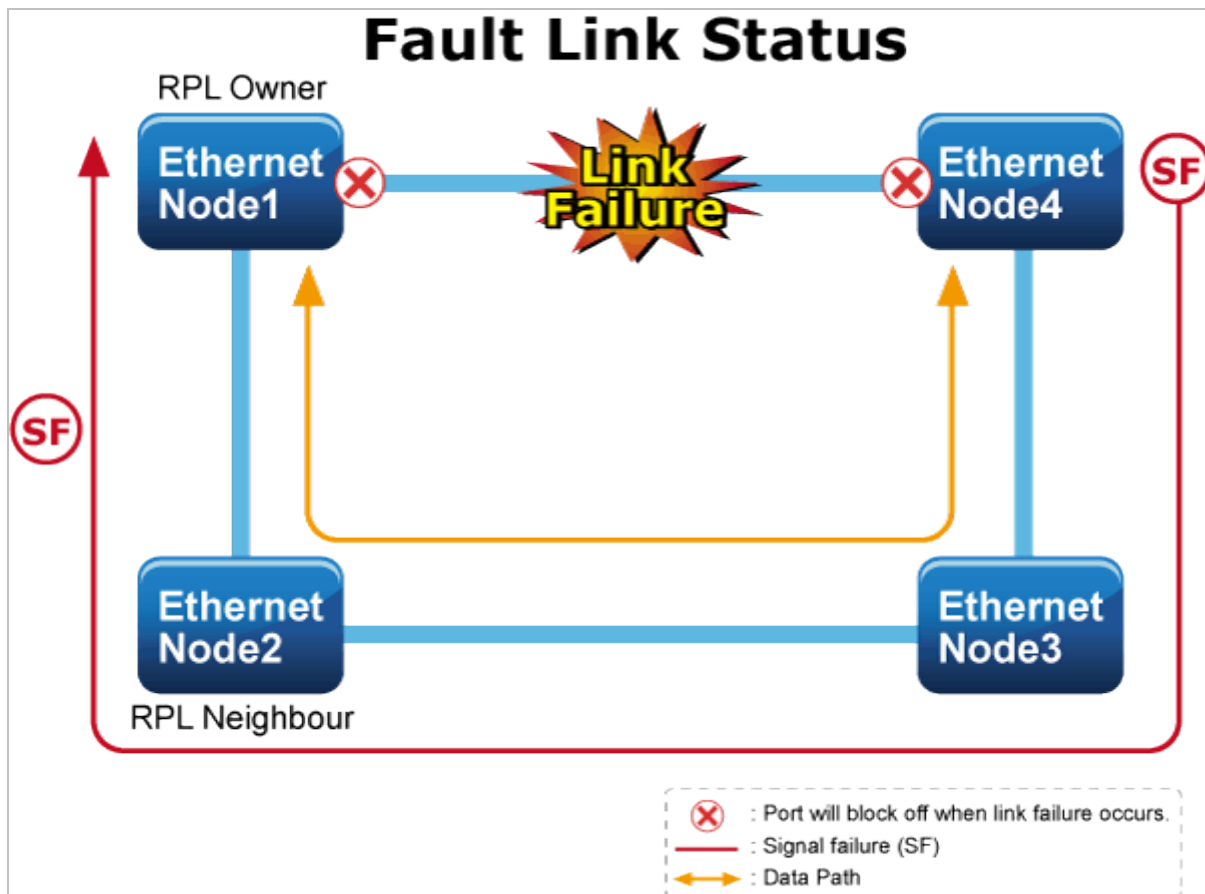 Fault Link Status
RPL Owner
Ethernet
Node1
Link
Failure
Ethernet
Node4
SF
SF
Ethernet
Node2
Ethernet
Node3
RPL Neighbour
: Port will block off when link failure occurs.
: Signal failure (SF)
: Data Path